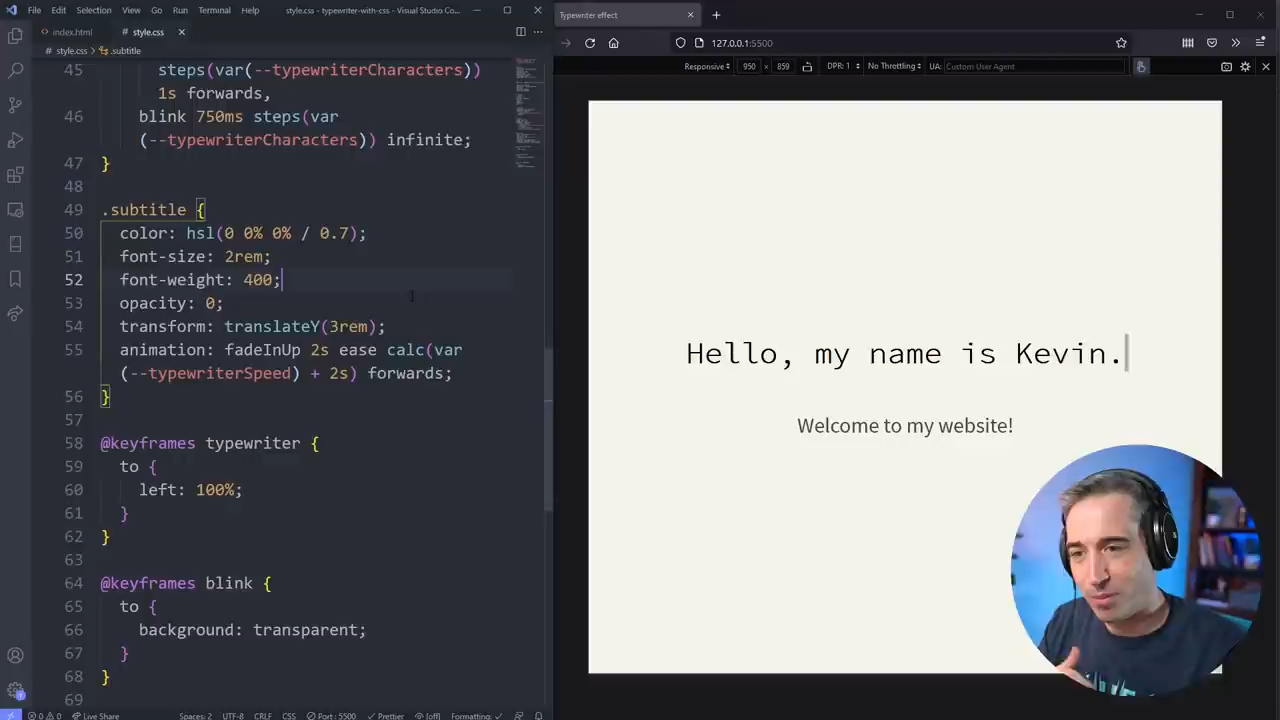 File Edit Selection View Go Run Terminal Help style.css - typewriter-with-css - Visual Studio Co...
index.html style.css
style.css > .subtitle
45 steps(var(--typewriterCharacters))
1s forwards,
46 blink 750ms steps(var
(--typewriterCharacters)) infinite;
47 }
48
49 .subtitle {
50 color: hsl(0 0% 0% / 0.7);
51 font-size: 2rem;
52 font-weight: 400;
53 opacity: 0;
54 transform: translateY(3rem);
55 animation: fadeInUp 2s ease calc(var
(--typewriterSpeed) + 2s) forwards;
56 }
57
58 @keyframes typewriter {
59 to {
60 left: 100%;
61 }
62 }
63
64 @keyframes blink {
65 to {
66 background: transparent;
67 }
68 }
69
0 0 Live Share Spaces: 2 UTF-8 CRLF CSS Port : 5500 Prettier [off] Formatting:
Typewriter effect
127.0.0.1:5500
Responsive 950 × 859 DPR: 1 No Throttling UA: Custom User Agent
Hello, my name is Kevin.
Welcome to my website!